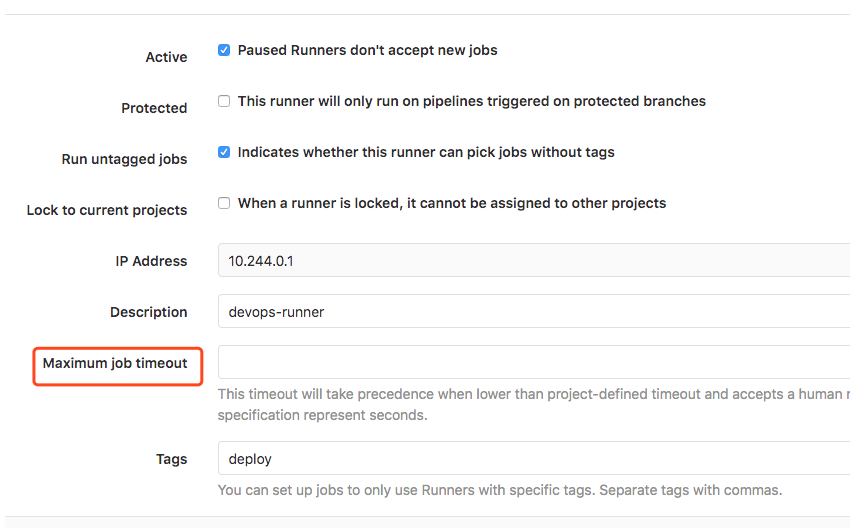 Active Paused Runners don't accept new jobs
Protected This runner will only run on pipelines triggered on protected branches
Run untagged jobs Indicates whether this runner can pick jobs without tags
Lock to current projects When a runner is locked, it cannot be assigned to other projects
IP Address 10.244.0.1
Description devops-runner
Maximum job timeout
This timeout will take precedence when lower than project-defined timeout and accepts a human
specification represent seconds.
Tags deploy
You can set up jobs to only use Runners with specific tags. Separate tags with commas.